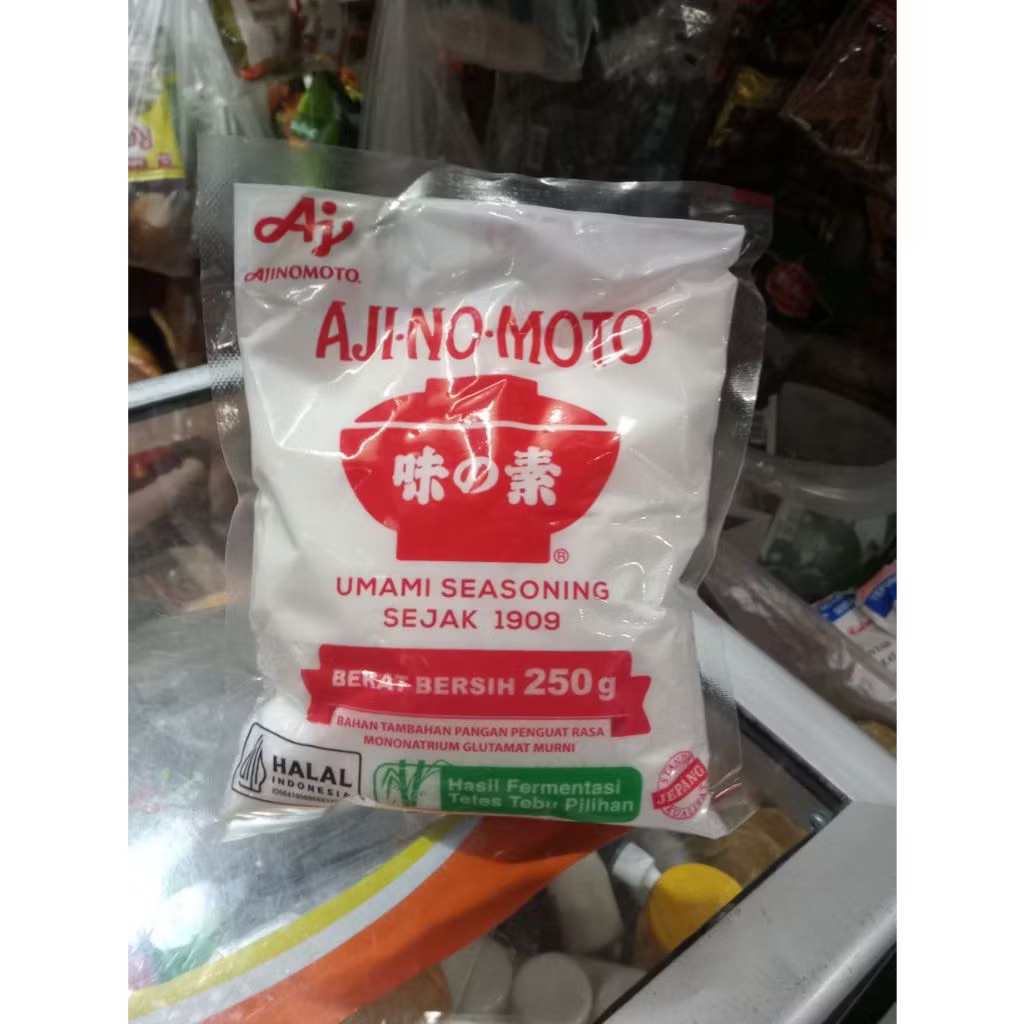 Aj
AJINOMOTO.
AJI-NO-MOTO®
味の素
®
UMAMI SEASONING
SEJAK 1909
BERAT BERSIH 250 g
BAHAN TAMBAHAN PANGAN PENGUAT RASA
MONONATRIUM GLUTAMAT MURNI
HALAL
INDONESIA
Hasil Fermentasi
Tetes Tebu Pilihan
JEPANG